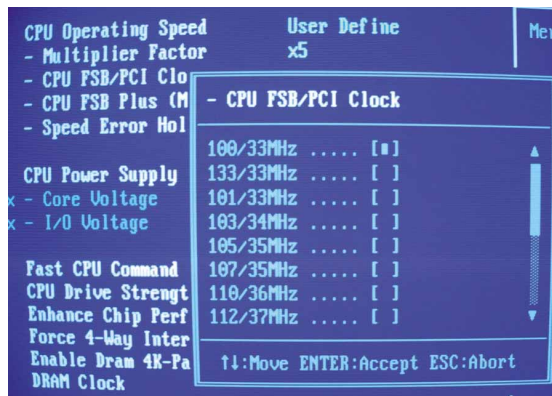 CPU Operating Speed User Define
- Multiplier Factor x5
- CPU FSB/PCI Clo
- CPU FSB Plus (M
- Speed Error Hol
CPU Power Supply
x - Core Voltage
x - I/O Voltage
Fast CPU Command
CPU Drive Strengt
Enhance Chip Perf
Force 4-Way Inter
Enable Dram 4K-Pa
DRAM Clock
Me
- CPU FSB/PCI Clock
100/33MHz ..... [∎]
133/33MHz ..... [ ]
101/33MHz ..... [ ]
103/34MHz ..... [ ]
105/35MHz ..... [ ]
107/35MHz ..... [ ]
110/36MHz ..... [ ]
112/37MHz ..... [ ]
↑↓:Move ENTER:Accept ESC:Abort